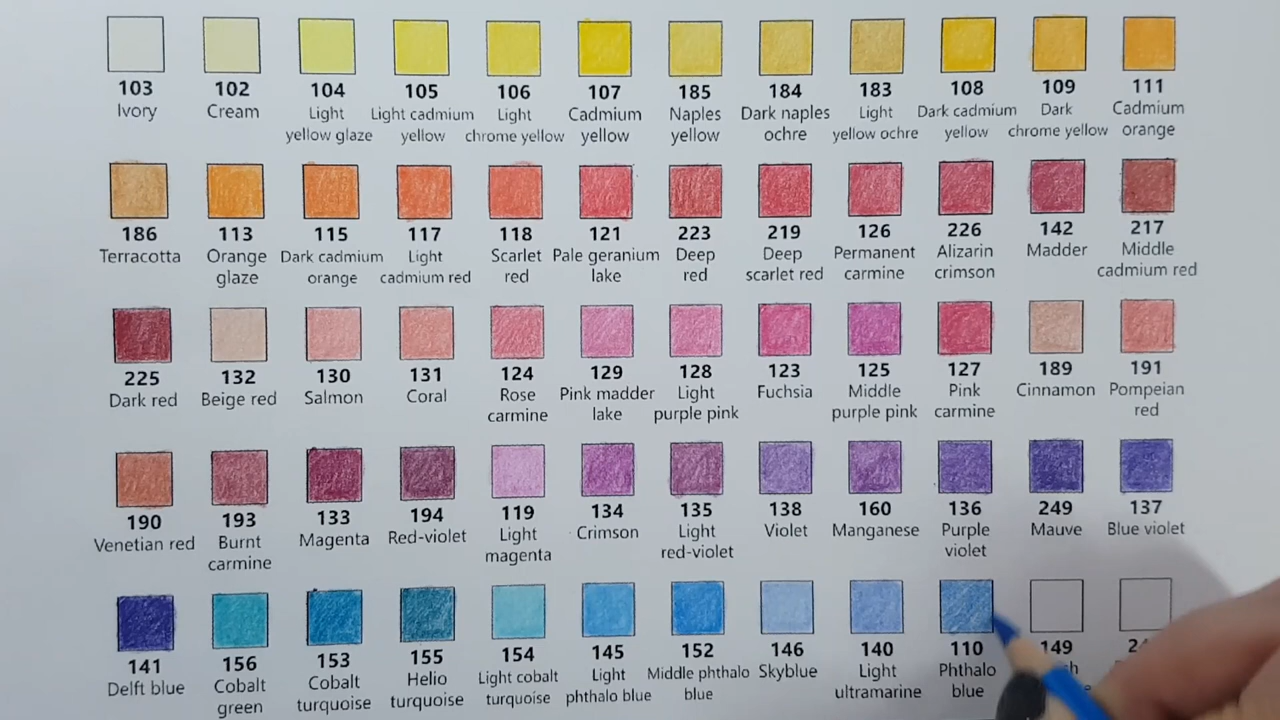 103 102 104 105 106 107 185 184 183 108 109 111
Ivory Cream Light Light cadmium Light Cadmium Naples Dark naples Light Dark cadmium Dark Cadmium
yellow glaze yellow chrome yellow yellow yellow ochre yellow ochre yellow chrome yellow orange
186 113 115 117 118 121 223 219 126 226 142 217
Terracotta Orange Dark cadmium Light Scarlet Pale geranium Deep Deep Permanent Alizarin Madder Middle
glaze orange cadmium red red lake red scarlet red carmine crimson cadmium red
225 132 130 131 124 129 128 123 125 127 189 191
Dark red Beige red Salmon Coral Rose Pink madder Light Fuchsia Middle Pink Cinnamon Pompeian
carmine lake purple pink purple pink carmine red
190 193 133 194 119 134 135 138 160 136 249 137
Venetian red Burnt Magenta Red-violet Light Crimson Light Violet Manganese Purple Mauve Blue violet
carmine magenta red-violet violet
141 156 153 155 154 145 152 146 140 110 149
Delft blue Cobalt Cobalt Helio Light cobalt Light Middle phthalo Skyblue Light Phthalo
green turquoise turquoise turquoise phthalo blue blue ultramarine blue